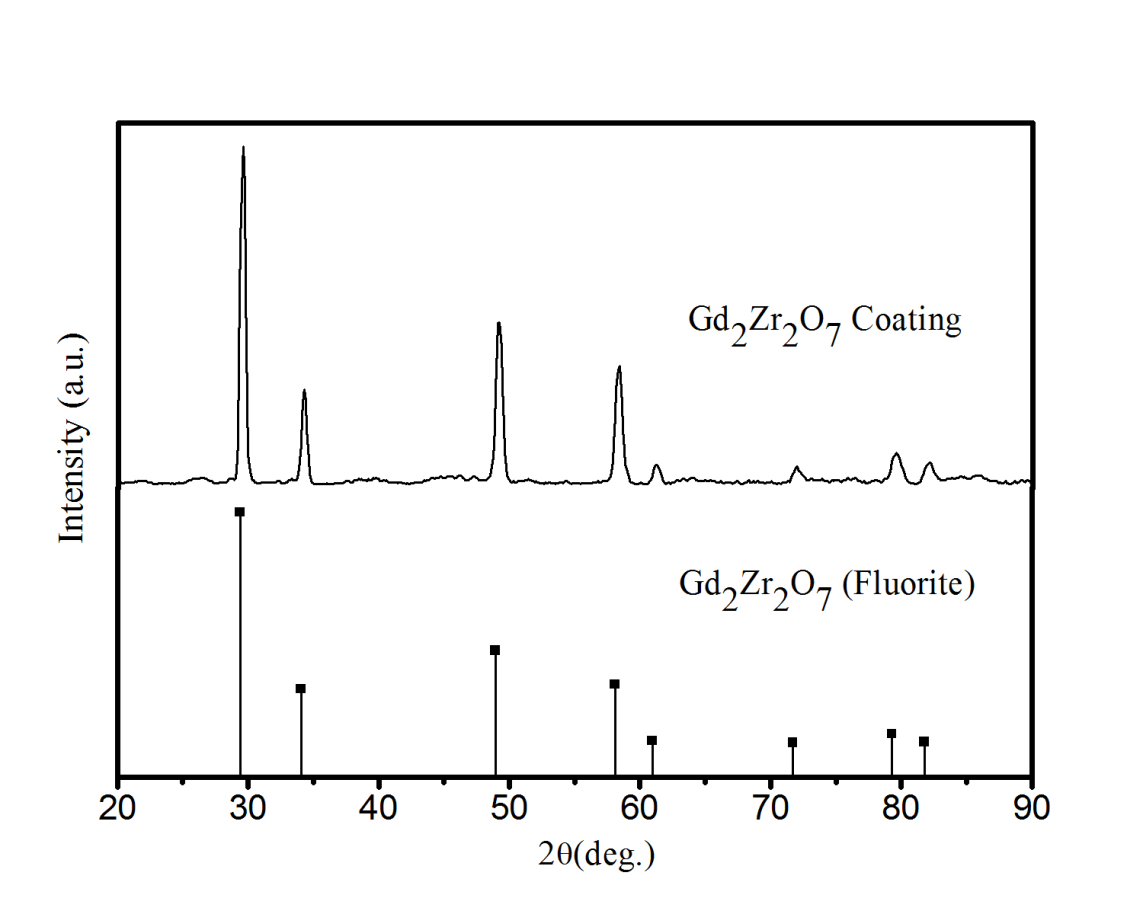 Intensity (a.u.)
Gd2Zr2O7 Coating
Gd2Zr2O7 (Fluorite)
20 30 40 50 60 70 80 90
2θ(deg.)